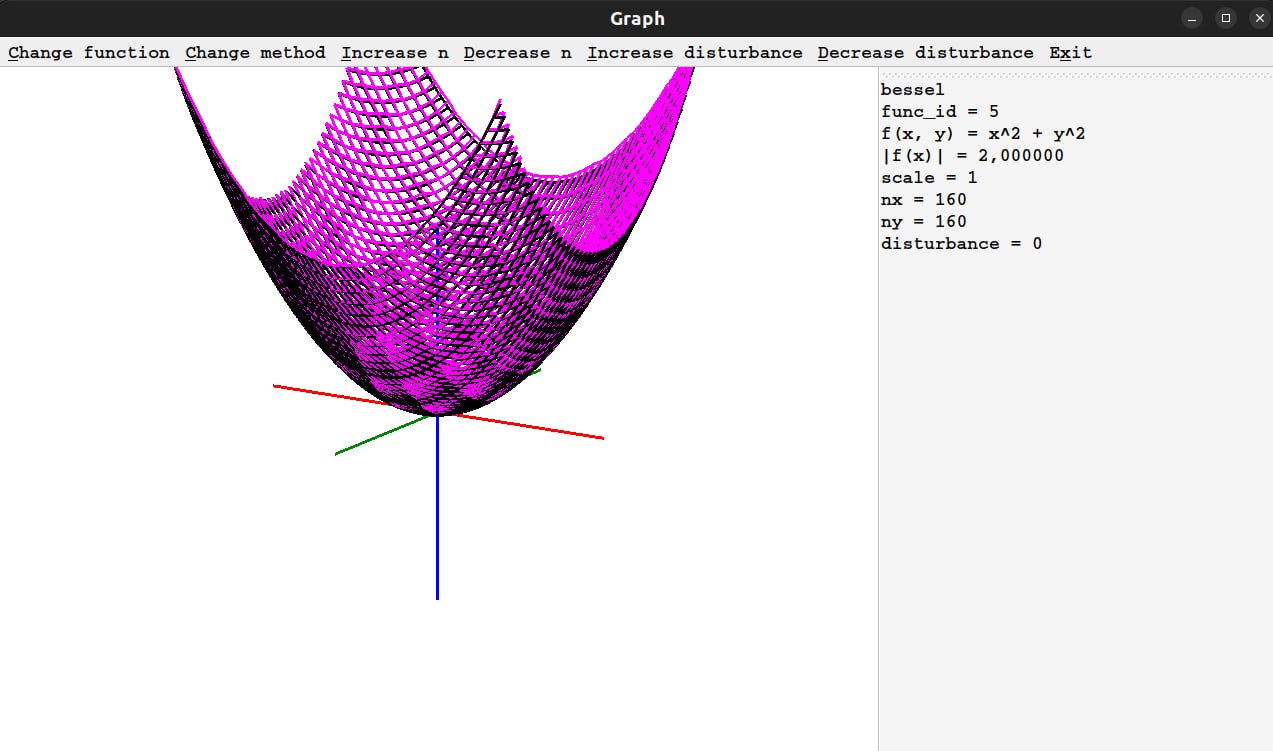 Graph
Change function Change method Increase n Decrease n Increase disturbance Decrease disturbance Exit
bessel
func_id = 5
f(x, y) = x^2 + y^2
|f(x)| = 2,000000
scale = 1
nx = 160
ny = 160
disturbance = 0